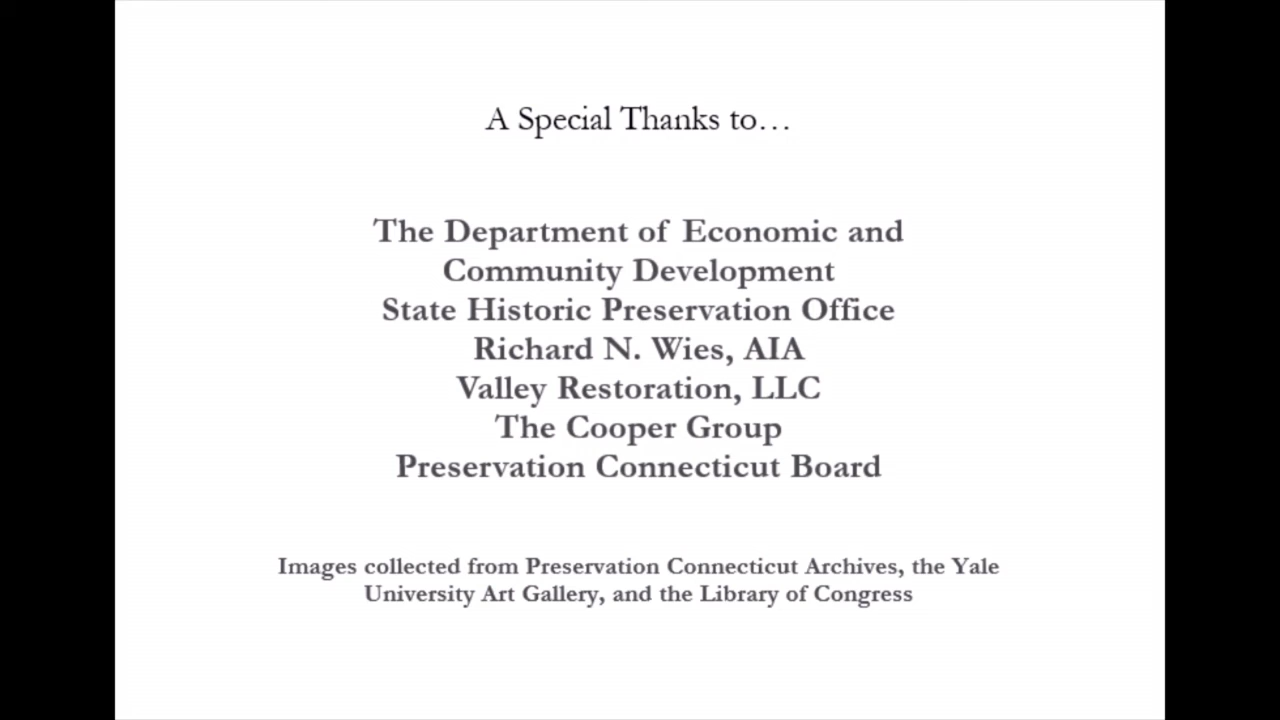 A Special Thanks to…
The Department of Economic and
Community Development
State Historic Preservation Office
Richard N. Wies, AIA
Valley Restoration, LLC
The Cooper Group
Preservation Connecticut Board
Images collected from Preservation Connecticut Archives, the Yale
University Art Gallery, and the Library of Congress